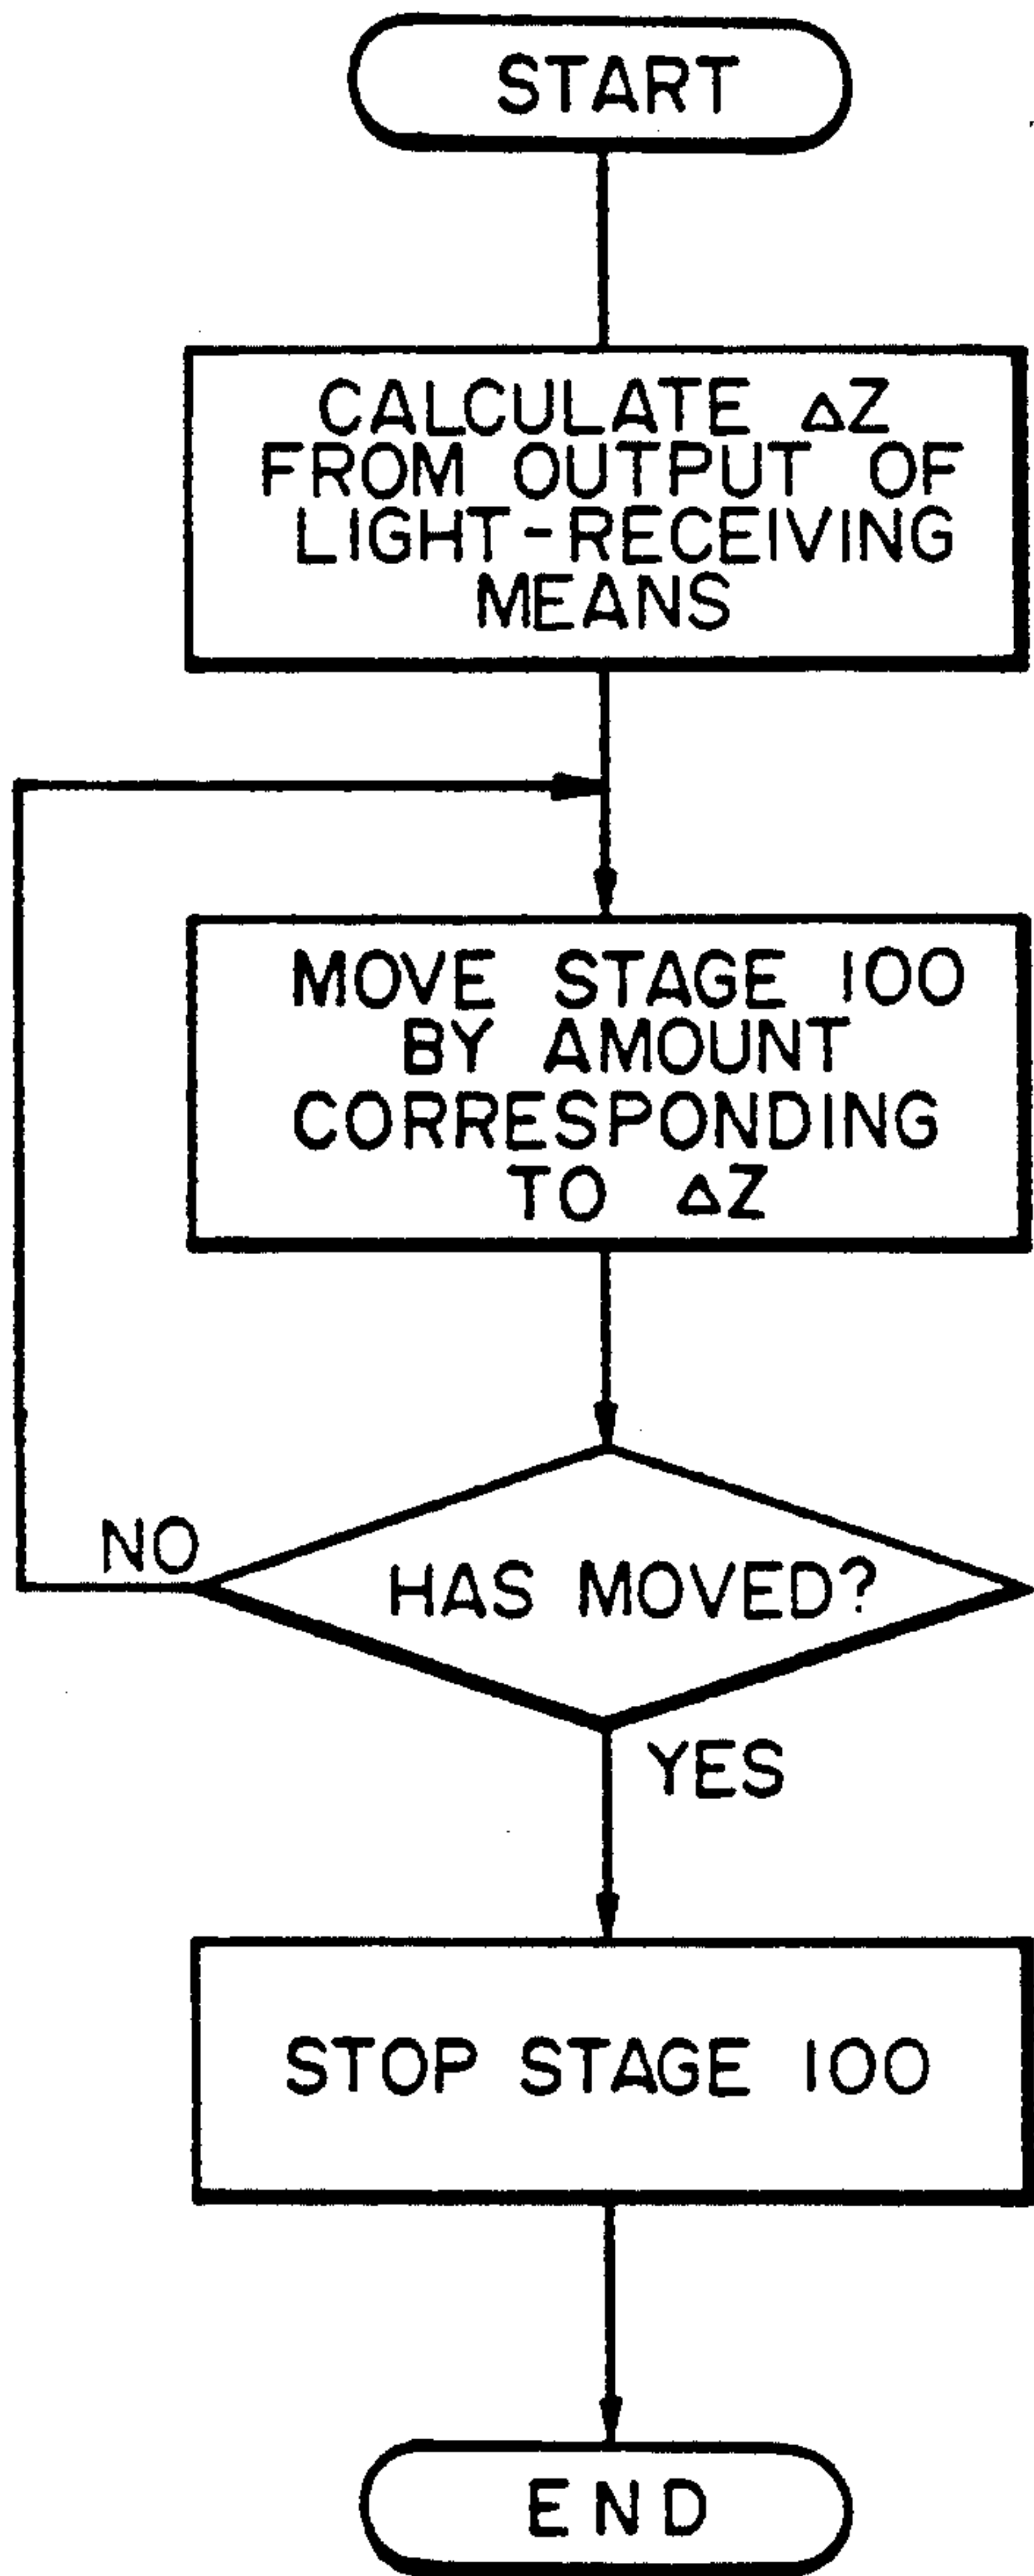 START
CALCULATE ΔZ
FROM OUTPUT OF
LIGHT-RECEIVING
MEANS
MOVE STAGE 100
BY AMOUNT
CORRESPONDING
TO ΔZ
NO
HAS MOVED?
YES
STOP STAGE 100
END